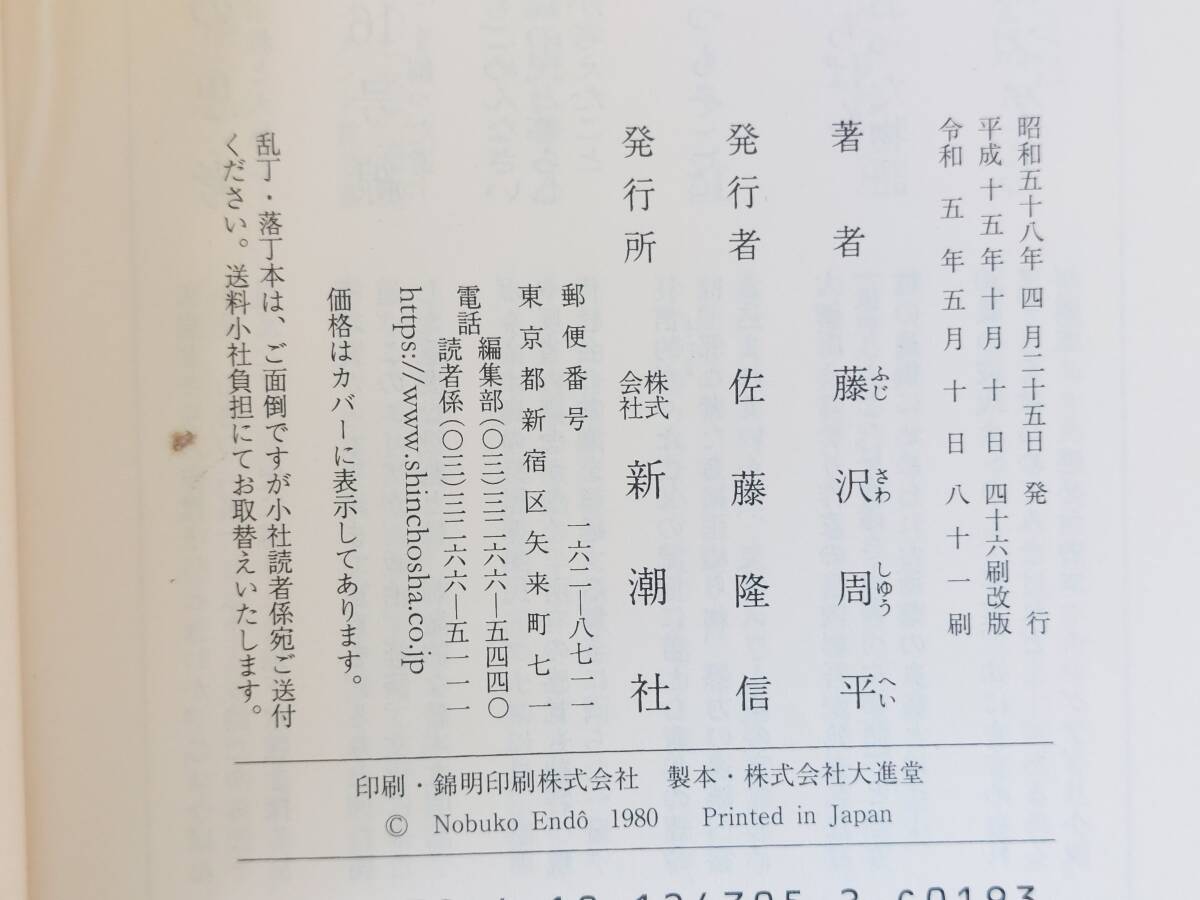 昭和五十八年四月二十五日 発行
平成十五年十月十日 四十六刷改版
令和五年五月十日 八十一刷
著者 藤沢周平
ふじ さわ しゆう へい
発行者 佐藤隆信
発行所 株式会社 新潮社
郵便番号 一六二―八七一一
東京都新宿区矢来町七一
電話 編集部(〇三)三二六六―五四四〇
読者係(〇三)三二六六―五一一一
https://www.shinchosha.co.jp
価格はカバーに表示してあります。
乱丁・落丁本は、ご面倒ですが小社読者係宛ご送付
ください。送料小社負担にてお取替えいたします。
印刷・錦明印刷株式会社 製本・株式会社大進堂
© Nobuko Endô 1980 Printed in Japan